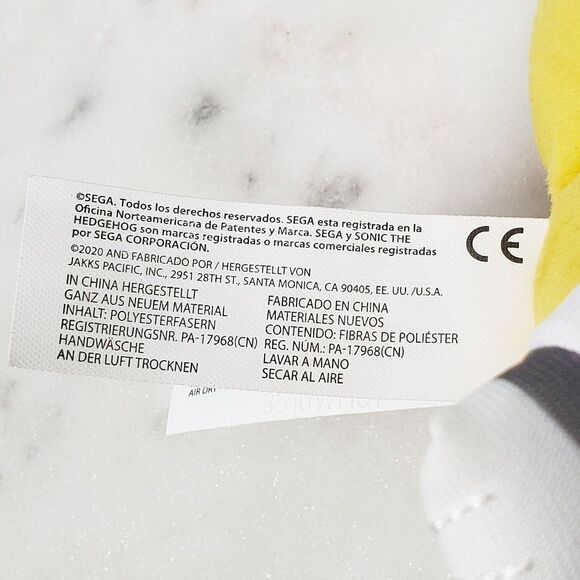 ©SEGA. Todos los derechos reservados. SEGA esta registrada en la
Oficina Norteamericana de Patentes y Marca. SEGA y SONIC THE
HEDGEHOG son marcas registradas o marcas comerciales registradas
por SEGA CORPORACIÓN.
CE
©2020 AND FABRICADO POR / HERGESTELLT VON
JAKKS PACIFIC, INC., 2951 28TH ST., SANTA MONICA, CA 90405, EE. UU. /U.S.A.
IN CHINA HERGESTELLT
GANZ AUS NEUEM MATERIAL
INHALT: POLYESTERFASERN
REGISTRIERUNGSNR. PA-17968(CN)
HANDWÄSCHE
AN DER LUFT TROCKNEN
FABRICADO EN CHINA
MATERIALES NUEVOS
CONTENIDO: FIBRAS DE POLIÉSTER
REG. NÚM.: PA-17968(CN)
LAVAR A MANO
SECAR AL AIRE
AIR DRY